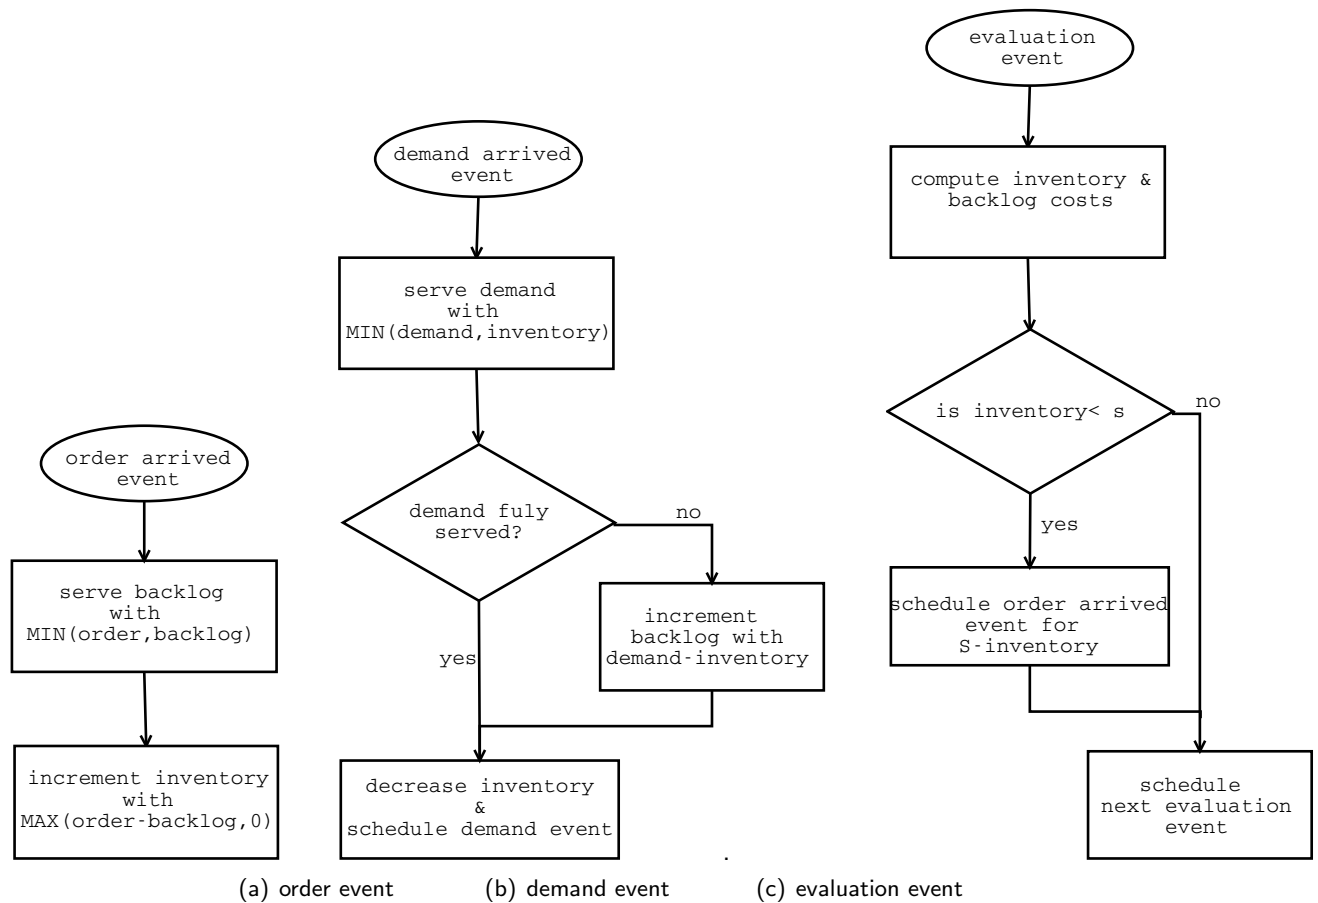 order arrived
event
serve backlog
with
MIN(order,backlog)
increment inventory
with
MAX(order-backlog,0)
demand arrived
event
serve demand
with
MIN(demand,inventory)
demand fuly
served?
no
increment
backlog with
demand-inventory
yes
decrease inventory
&
schedule demand event
evaluation
event
compute inventory &
backlog costs
is inventory< s
no
yes
schedule order arrived
event for
S-inventory
schedule
next evaluation
event
.
(a) order event
(b) demand event
(c) evaluation event